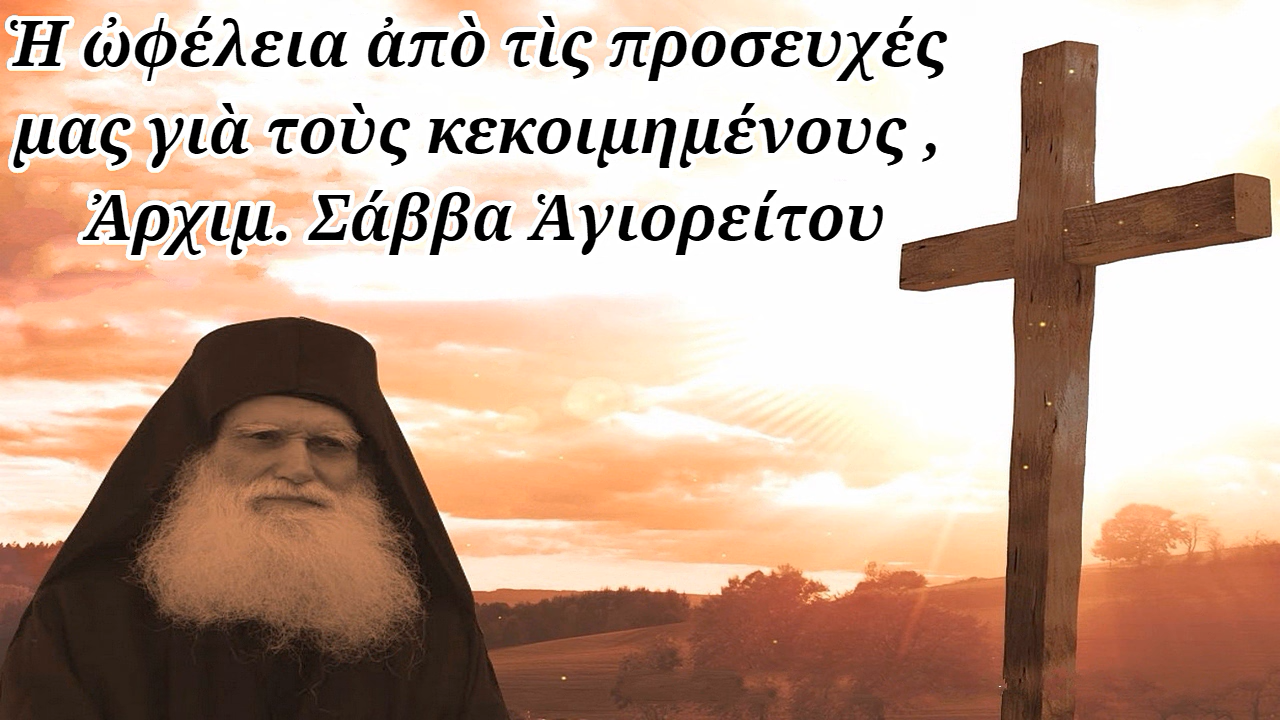 Ἡ ὠφέλεια ἀπὸ τὶς προσευχές
μας γιὰ τοὺς κεκοιμημένους ,
Ἀρχιμ. Σάββα Ἁγιορείτου